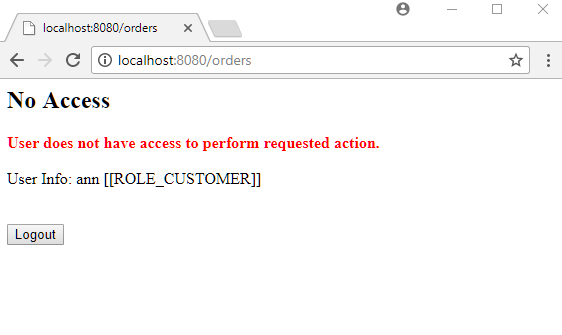 localhost:8080/orders
localhost:8080/orders
No Access
User does not have access to perform requested action.
User Info: ann [[ROLE_CUSTOMER]]
Logout